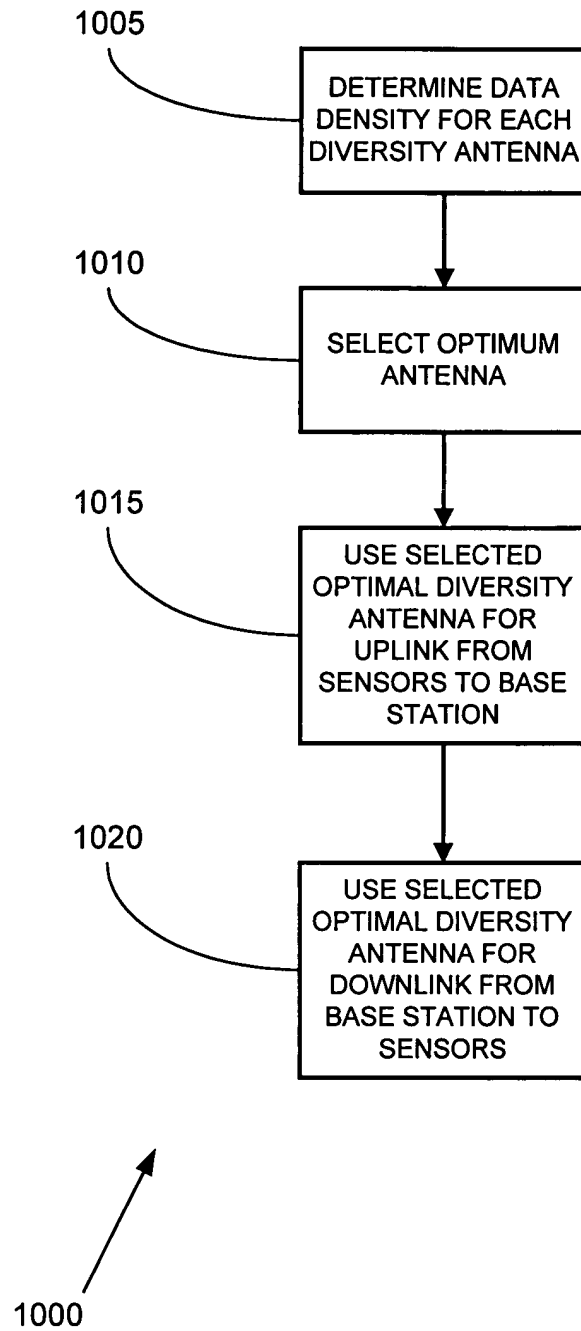 1005
DETERMINE DATA
DENSITY FOR EACH
DIVERSITY ANTENNA
1010
SELECT OPTIMUM
ANTENNA
1015
USE SELECTED
OPTIMAL DIVERSITY
ANTENNA FOR
UPLINK FROM
SENSORS TO BASE
STATION
1020
USE SELECTED
OPTIMAL DIVERSITY
ANTENNA FOR
DOWNLINK FROM
BASE STATION TO
SENSORS
1000